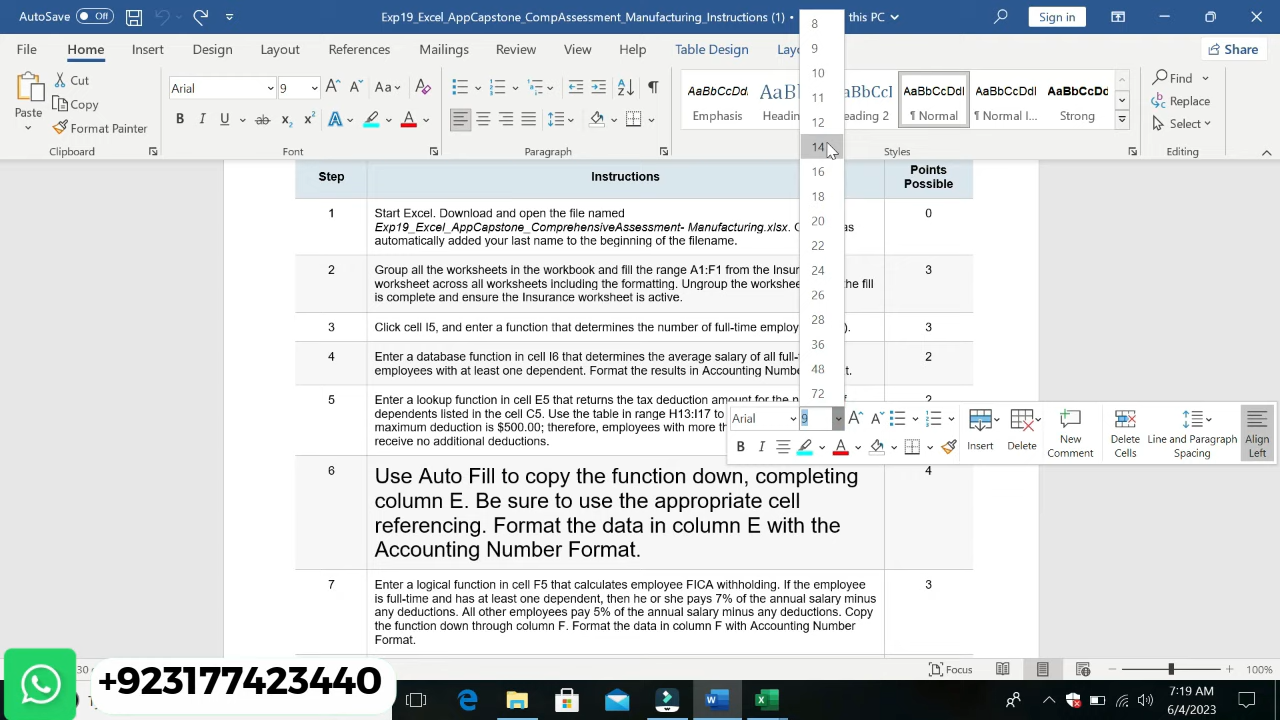 AutoSave Off
Exp19_Excel_AppCapstone_CompAssessment_Manufacturing_Instructions (1) • this PC
Sign in
File Home Insert Design Layout References Mailings Review View Help Table Design Share
Cut
Copy
Paste
Format Painter
Clipboard
Arial 9
Font
Paragraph
AaBbCcDdl
Emphasis
¶ Normal
¶ Normal I...
AaBbCcDdl
Strong
Styles
Find
Replace
Select
Editing
8
9
10
11
12
14
16
18
20
22
24
26
28
36
48
72
Step Instructions Points Possible
1 Start Excel. Download and open the file named 0
Exp19_Excel_AppCapstone_ComprehensiveAssessment- Manufacturing.xlsx.
automatically added your last name to the beginning of the filename.
2 Group all the worksheets in the workbook and fill the range A1:F1 from the 3
worksheet across all worksheets including the formatting. Ungroup the the fill
is complete and ensure the Insurance worksheet is active.
3 Click cell I5, and enter a function that determines the number of full-time 3
4 Enter a database function in cell I6 that determines the average salary of all 2
employees with at least one dependent. Format the results in Accounting
5 Enter a lookup function in cell E5 that returns the tax deduction amount for the
dependents listed in the cell C5. Use the table in range H13:I17 to
maximum deduction is $500.00; therefore, employees with more
receive no additional deductions.
Arial 9
Insert
Delete
New Comment
Delete Cells
Line and Paragraph Spacing
Align Left
6 Use Auto Fill to copy the function down, completing 4
column E. Be sure to use the appropriate cell
referencing. Format the data in column E with the
Accounting Number Format.
7 Enter a logical function in cell F5 that calculates employee FICA withholding. If the employee 3
is full-time and has at least one dependent, then he or she pays 7% of the annual salary minus
any deductions. All other employees pay 5% of the annual salary minus any deductions. Copy
the function down through column F. Format the data in column F with Accounting Number
Format.
Focus
100%
+923177423440
7:19 AM
6/4/2023